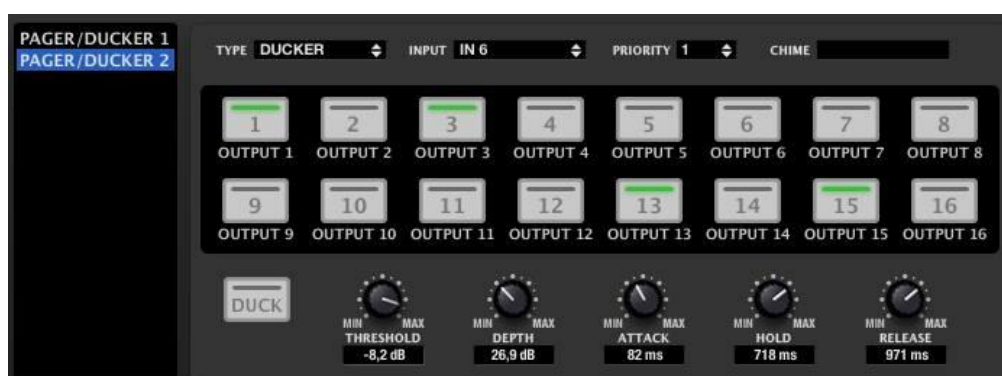 PAGER/DUCKER 1
PAGER/DUCKER 2
TYPE DUCKER INPUT IN 6 PRIORITY 1 CHIME
1 2 3 4 5 6 7 8
OUTPUT 1 OUTPUT 2 OUTPUT 3 OUTPUT 4 OUTPUT 5 OUTPUT 6 OUTPUT 7 OUTPUT 8
9 10 11 12 13 14 15 16
OUTPUT 9 OUTPUT 10 OUTPUT 11 OUTPUT 12 OUTPUT 13 OUTPUT 14 OUTPUT 15 OUTPUT 16
DUCK
MIN MAX MIN MAX MIN MAX MIN MAX MIN MAX
THRESHOLD DEPTH ATTACK HOLD RELEASE
-8,2 dB 26,9 dB 82 ms 718 ms 971 ms